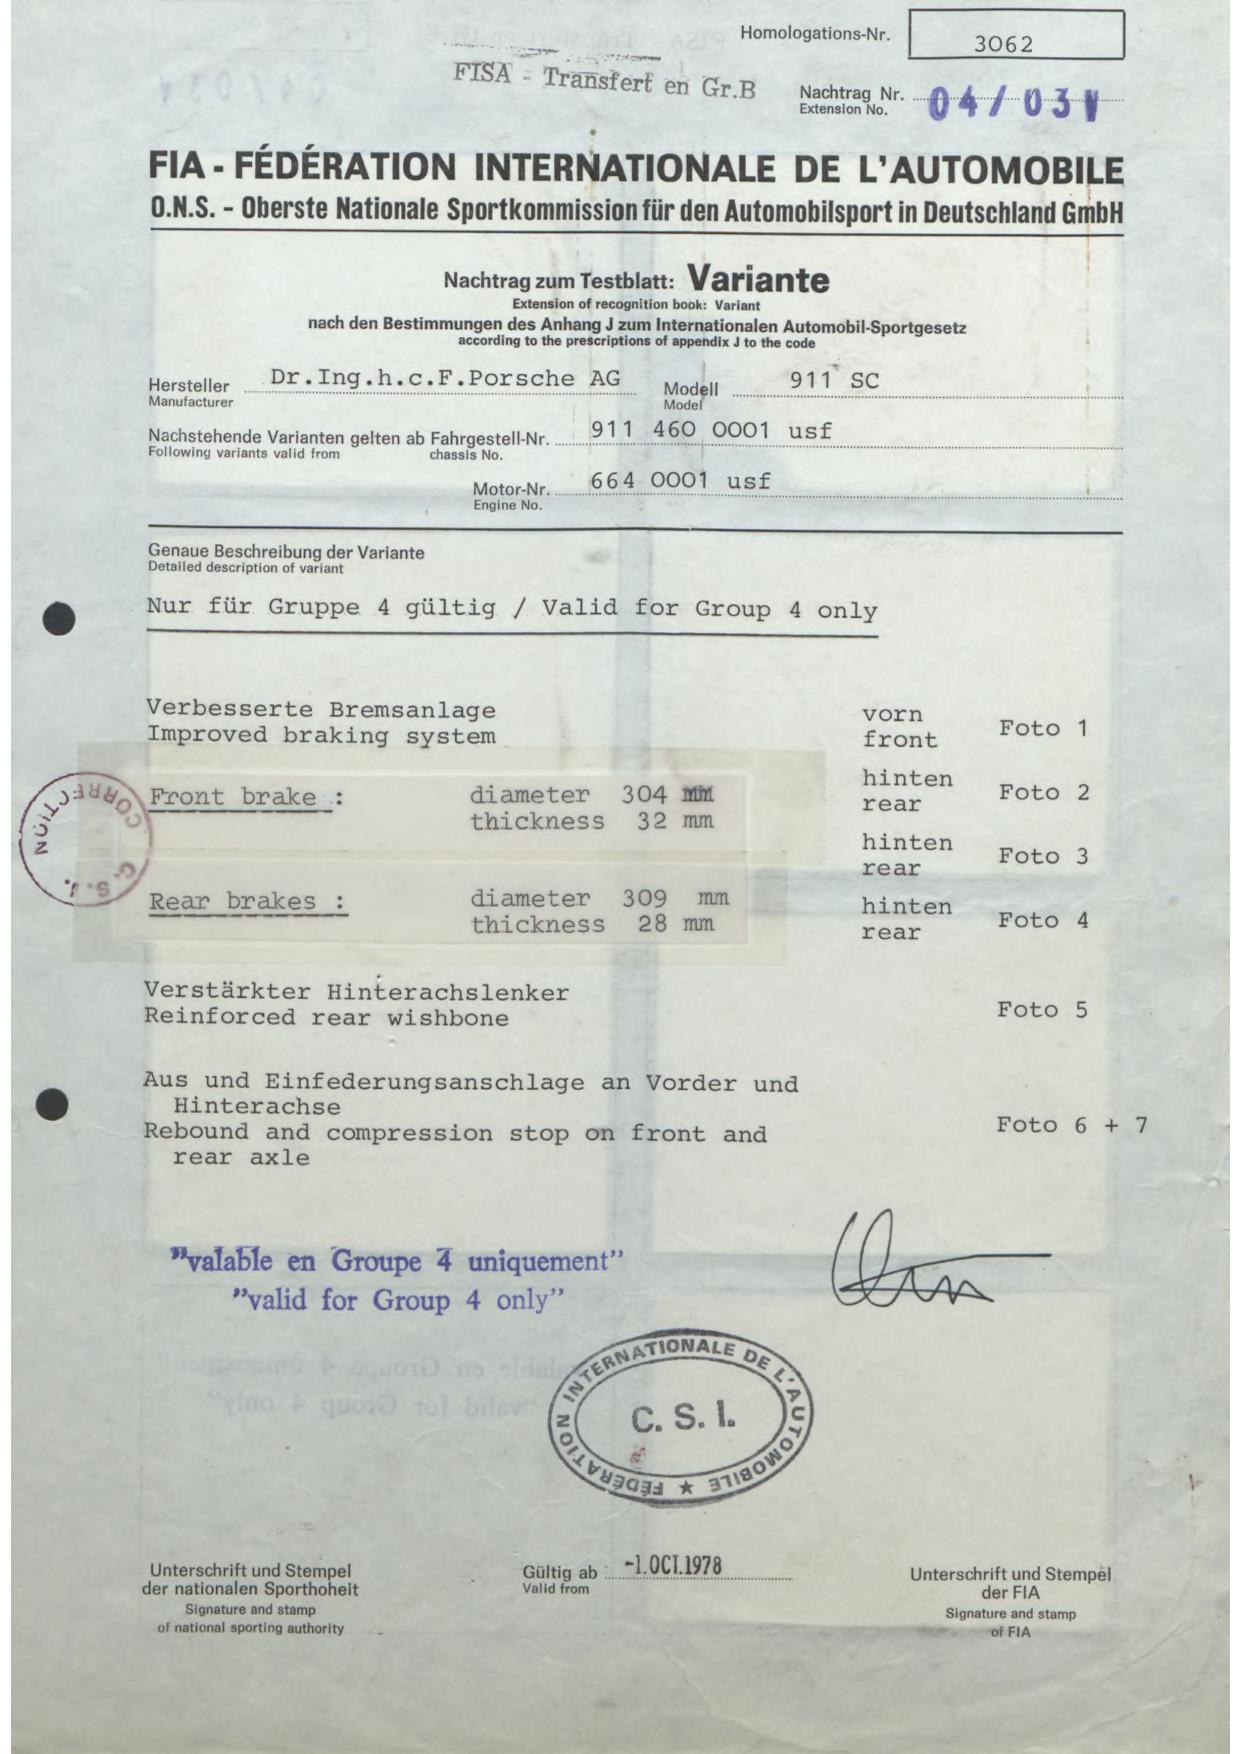 Homologations-Nr. 3062
FISA - Transfert en Gr.B
Nachtrag Nr. 04/03V
Extension No.
FIA - FÉDÉRATION INTERNATIONALE DE L'AUTOMOBILE
O.N.S. - Oberste Nationale Sportkommission für den Automobilsport in Deutschland GmbH
Nachtrag zum Testblatt: Variante
Extension of recognition book: Variant
nach den Bestimmungen des Anhang J zum Internationalen Automobil-Sportgesetz
according to the prescriptions of appendix J to the code
Hersteller Dr.Ing.h.c.F.Porsche AG Modell 911 SC
Manufacturer Model
Nachstehende Varianten gelten ab Fahrgestell-Nr. 911 460 0001 usf
Following variants valid from chassis No.
Motor-Nr. 664 0001 usf
Engine No.
Genaue Beschreibung der Variante
Detailed description of variant
Nur für Gruppe 4 gültig / Valid for Group 4 only
Verbesserte Bremsanlage vorn
Improved braking system front Foto 1
hinten
Front brake : diameter 304 mm rear Foto 2
thickness 32 mm
hinten
rear Foto 3
Rear brakes : diameter 309 mm hinten
thickness 28 mm rear Foto 4
CORRECTION C.S.I.
Verstärkter Hinterachslenker
Reinforced rear wishbone Foto 5
Aus und Einfederungsanschlage an Vorder und
Hinterachse
Rebound and compression stop on front and Foto 6 + 7
rear axle
"valable en Groupe 4 uniquement"
"valid for Group 4 only"
FÉDÉRATION INTERNATIONALE DE L'AUTOMOBILE ★
C. S. I.
Unterschrift und Stempel
der nationalen Sporthoheit
Signature and stamp
of national sporting authority
Gültig ab : -1.OCT.1978
Valid from
Unterschrift und Stempel
der FIA
Signature and stamp
of FIA